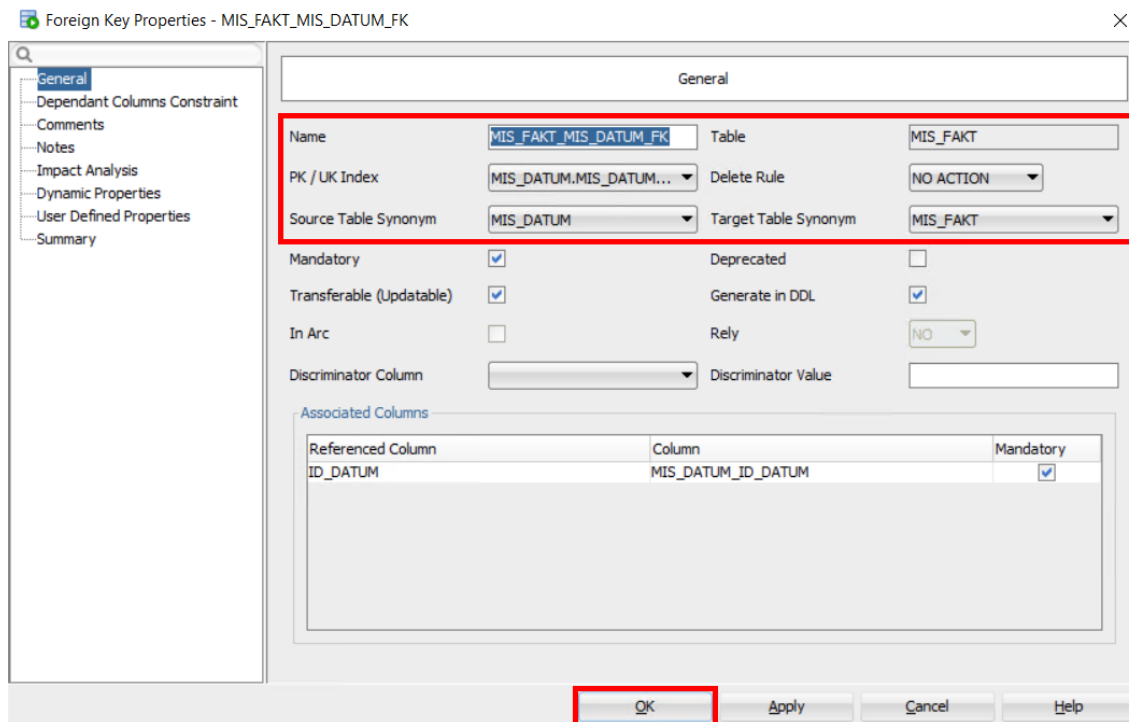 Foreign Key Properties - MIS_FAKT_MIS_DATUM_FK
General
Dependant Columns Constraint
Comments
Notes
Impact Analysis
Dynamic Properties
User Defined Properties
Summary
General
Name MIS_FAKT_MIS_DATUM_FK Table MIS_FAKT
PK / UK Index MIS_DATUM.MIS_DATUM... Delete Rule NO ACTION
Source Table Synonym MIS_DATUM Target Table Synonym MIS_FAKT
Mandatory Deprecated
Transferable (Updatable) Generate in DDL
In Arc Rely NO
Discriminator Column Discriminator Value
Associated Columns
Referenced Column Column Mandatory
ID_DATUM MIS_DATUM_ID_DATUM
OK Apply Cancel Help